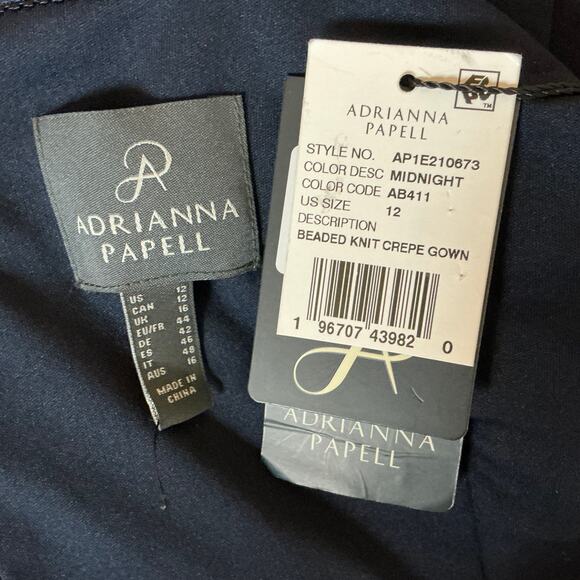 ADRIANNA
PAPELL
US 12
CAN 12
UK 16
EU/FR 44
DE 42
ES 46
IT 48
AUS 16
MADE IN
CHINA
ADRIANNA
PAPELL
STYLE NO. AP1E210673
COLOR DESC MIDNIGHT
COLOR CODE AB411
US SIZE 12
DESCRIPTION
BEADED KNIT CREPE GOWN
1 96707 43982 0
ADRIANNA
PAPELL